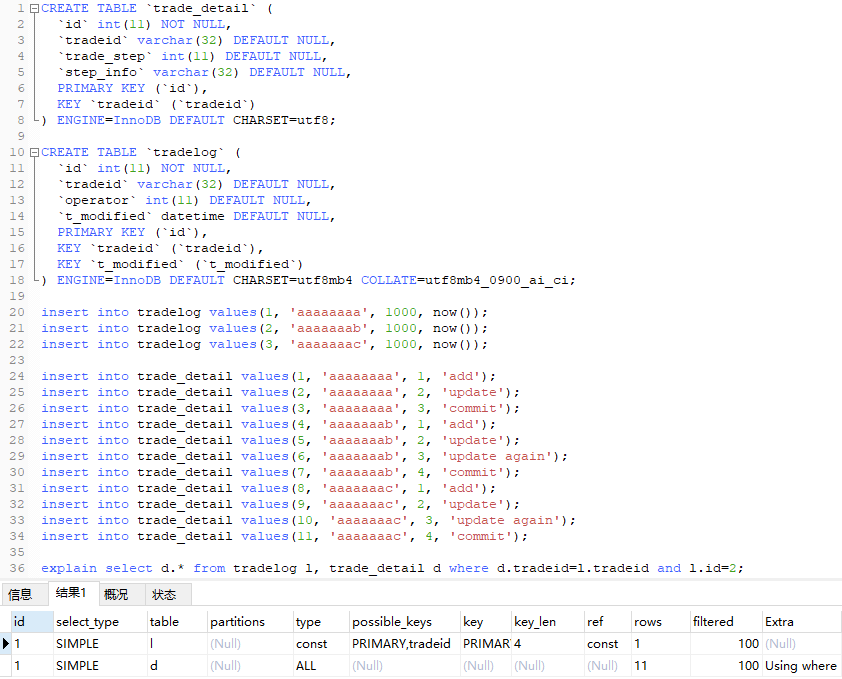 1 CREATE TABLE `trade_detail` (
2 `id` int(11) NOT NULL,
3 `tradeid` varchar(32) DEFAULT NULL,
4 `trade_step` int(11) DEFAULT NULL,
5 `step_info` varchar(32) DEFAULT NULL,
6 PRIMARY KEY (`id`),
7 KEY `tradeid` (`tradeid`)
8 ) ENGINE=InnoDB DEFAULT CHARSET=utf8;
9
10 CREATE TABLE `tradelog` (
11 `id` int(11) NOT NULL,
12 `tradeid` varchar(32) DEFAULT NULL,
13 `operator` int(11) DEFAULT NULL,
14 `t_modified` datetime DEFAULT NULL,
15 PRIMARY KEY (`id`),
16 KEY `tradeid` (`tradeid`),
17 KEY `t_modified` (`t_modified`)
18 ) ENGINE=InnoDB DEFAULT CHARSET=utf8mb4 COLLATE=utf8mb4_0900_ai_ci;
19
20 insert into tradelog values(1, 'aaaaaaaa', 1000, now());
21 insert into tradelog values(2, 'aaaaaaab', 1000, now());
22 insert into tradelog values(3, 'aaaaaaac', 1000, now());
23
24 insert into trade_detail values(1, 'aaaaaaaa', 1, 'add');
25 insert into trade_detail values(2, 'aaaaaaaa', 2, 'update');
26 insert into trade_detail values(3, 'aaaaaaaa', 3, 'commit');
27 insert into trade_detail values(4, 'aaaaaaab', 1, 'add');
28 insert into trade_detail values(5, 'aaaaaaab', 2, 'update');
29 insert into trade_detail values(6, 'aaaaaaab', 3, 'update again');
30 insert into trade_detail values(7, 'aaaaaaab', 4, 'commit');
31 insert into trade_detail values(8, 'aaaaaaac', 1, 'add');
32 insert into trade_detail values(9, 'aaaaaaac', 2, 'update');
33 insert into trade_detail values(10, 'aaaaaaac', 3, 'update again');
34 insert into trade_detail values(11, 'aaaaaaac', 4, 'commit');
35
36 explain select d.* from tradelog l, trade_detail d where d.tradeid=l.tradeid and l.id=2;
信息 结果1 概况 状态
id select_type table partitions type possible_keys key key_len ref rows filtered Extra
1 SIMPLE l (Null) const PRIMARY,tradeid PRIMAR 4 const 1 100 (Null)
1 SIMPLE d (Null) ALL (Null) (Null) (Null) (Null) 11 100 Using where